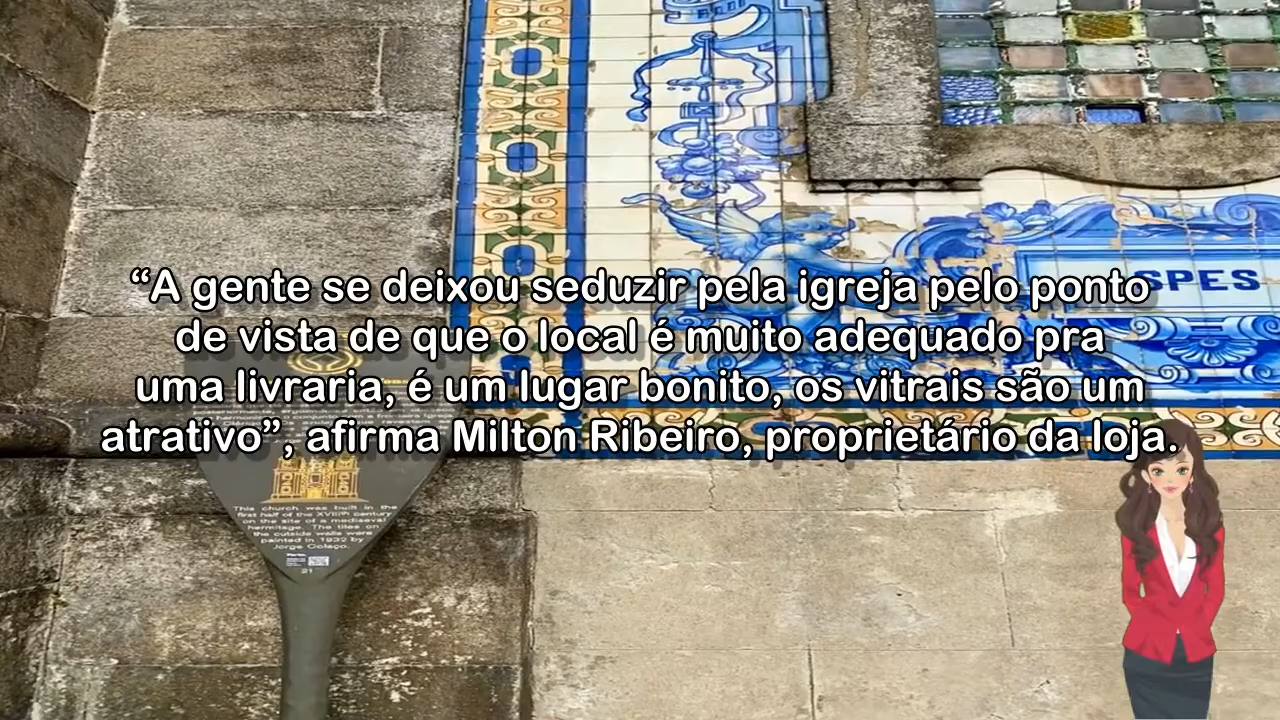 SPES
“A gente se deixou seduzir pela igreja pelo ponto
de vista de que o local é muito adequado pra
uma livraria, é um lugar bonito, os vitrais são um
atrativo”, afirma Milton Ribeiro, proprietário da loja.
This church was built in the
first half of the XVIIIth century
on the site of a mediaeval
hermitage. The tiles on
the outside walls were
painted in 1932 by
Jorge Colaço.
21